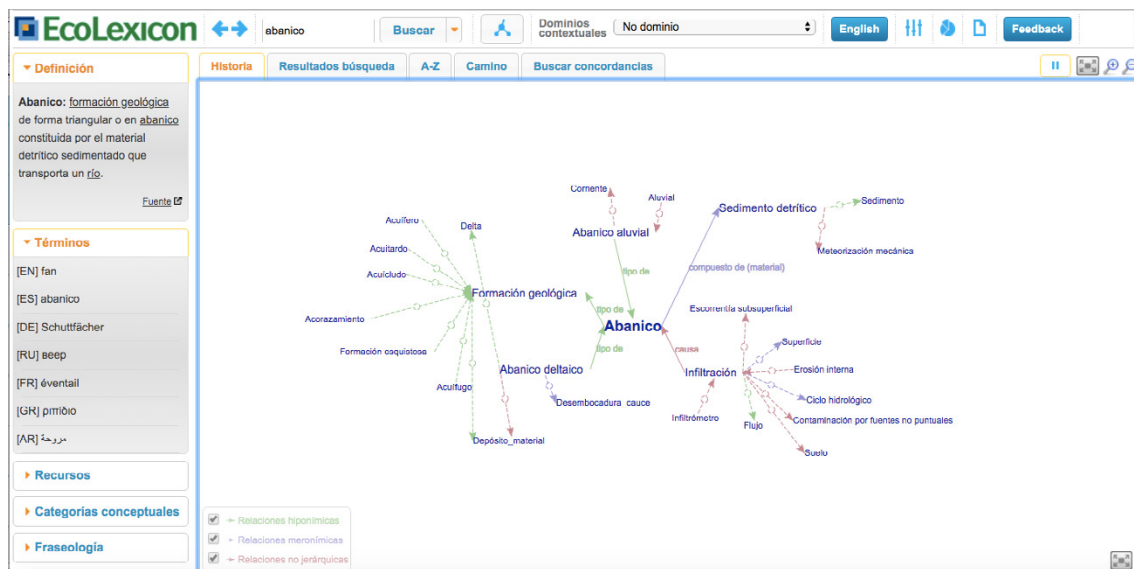 EcoLexicon
abanico
Buscar
Dominios
contextuales
No dominio
English
Feedback
Definición
Abanico: formación geológica
de forma triangular o en abanico
constituida por el material
detrítico sedimentado que
transporta un río.
Fuente
Términos
[EN] fan
[ES] abanico
[DE] Schuttfächer
[RU] веер
[FR] éventail
[GR] ριπίδιο
[AR] مروحة
Recursos
Categorías conceptuales
Fraseología
Historia
Resultados búsqueda
A-Z
Camino
Buscar concordancias
Corriente
Aluvial
Sedimento detrítico
Sedimento
Acuífero
Delta
Abanico aluvial
Acuitardo
Meteorización mecánica
Acuícludo
tipo de
compuesto de (material)
Formación geológica
Escorrentía subsuperficial
tipo de
Acorazamiento
Abanico
Superficie
Formación esquistosa
tipo de
causa
Abanico deltaico
Infiltración
Erosión interna
Acuífugo
Desembocadura_cauce
Ciclo hidrológico
Infiltrómetro
Contaminación por fuentes no puntuales
Flujo
Depósito_material
Suelo
Relaciones hiponímicas
Relaciones meronímicas
Relaciones no jerárquicas